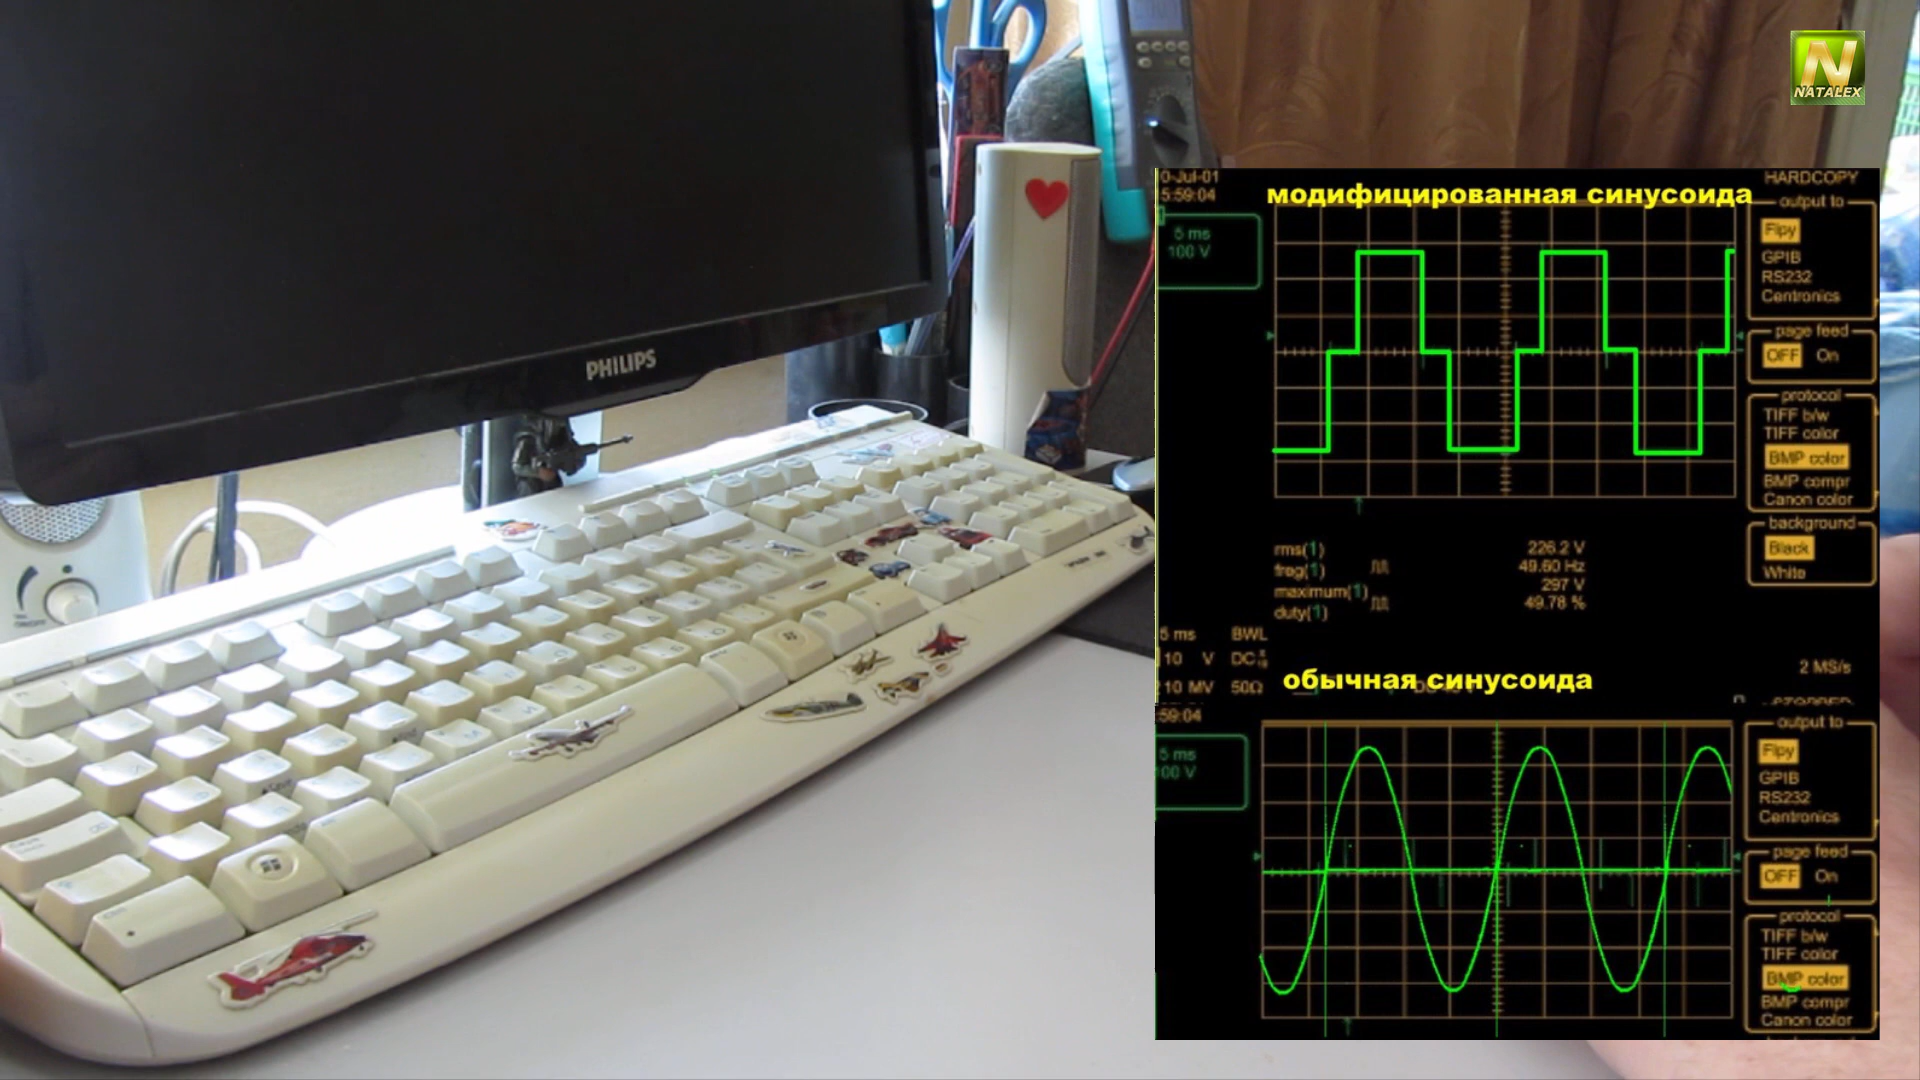 NATALEX
PHILIPS
0-Jul-01
5:59:04
5 ms
100 V
модифицированная синусоида
HARDCOPY
output to
Flpy
GPIB
RS232
Centronics
page feed
OFF On
protocol
TIFF b/w
TIFF color
BMP color
BMP compr
Canon color
background
Black
White
rms(1) 226.2 V
freq(1) 49.60 Hz
maximum(1) 297 V
duty(1) 49.78 %
5 ms BWL
10 V DC
10 MV 50Ω
2 MS/s
обычная синусоида
:59:04
5 ms
100 V
output to
Flpy
GPIB
RS232
Centronics
page feed
OFF On
protocol
TIFF b/w
TIFF color
BMP color
BMP compr
Canon color